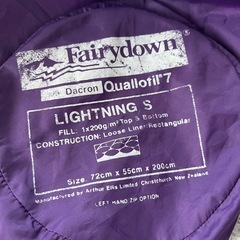 Fairydown
Dacron Quallofil® 7
LIGHTNING S
FILL: 1x200g/m² Top & Bottom
CONSTRUCTION: Loose Liner Rectangular
Size. 72cm x 55cm x 200cm
Manufactured by Arthur Ellis Limited Christchurch New Zealand
LEFT HAND ZIP OPTION